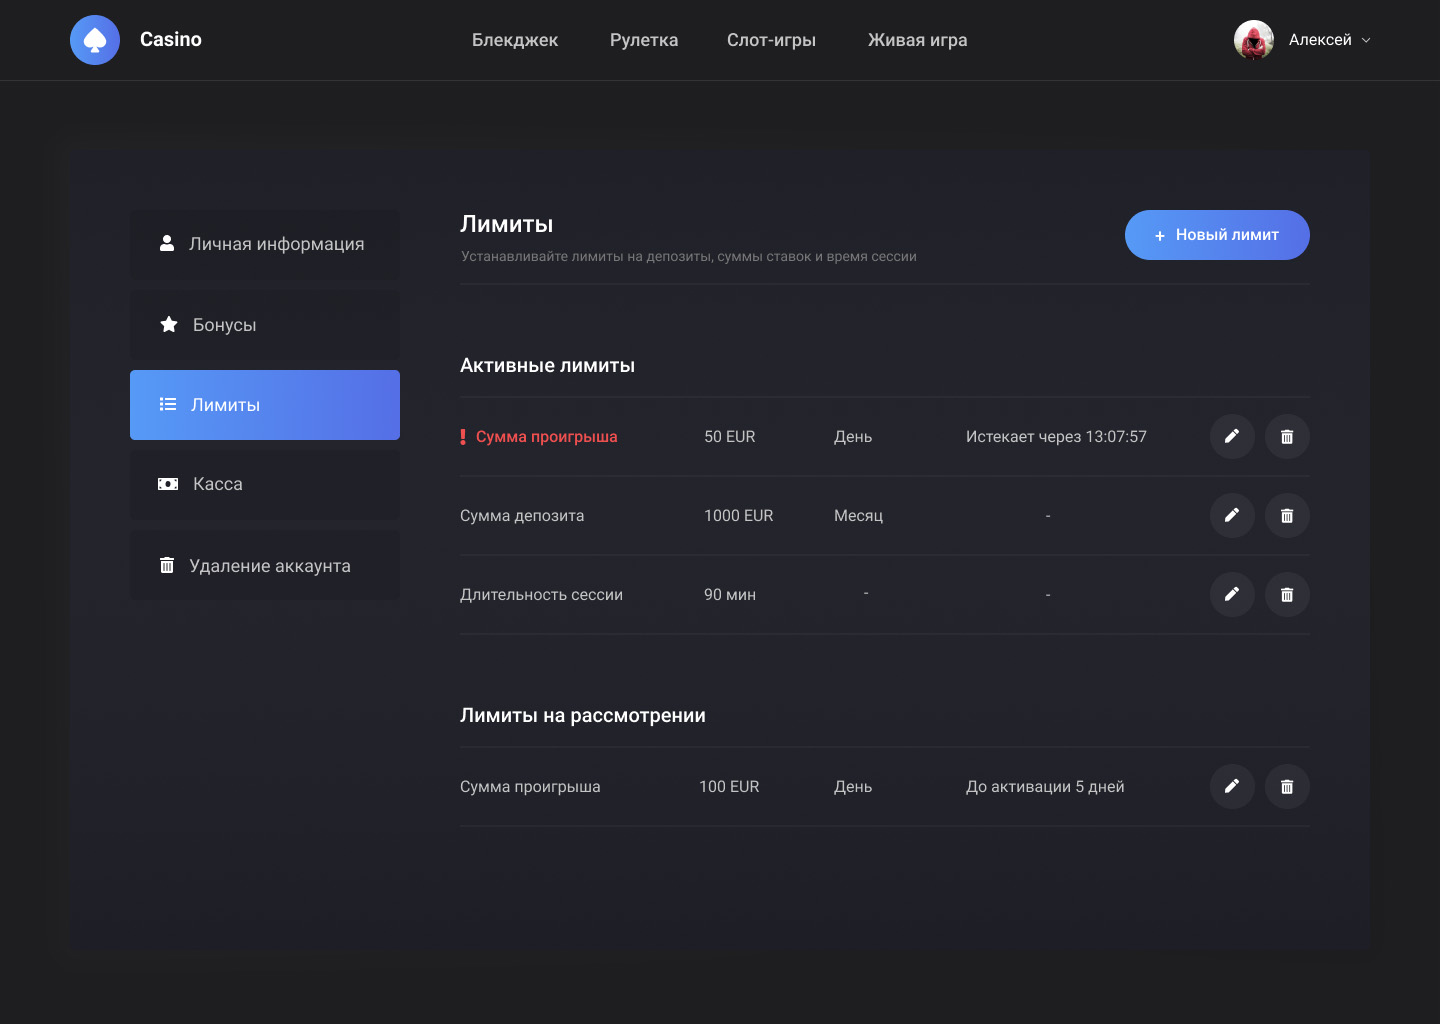 Casino
Блекджек
Рулетка
Слот-игры
Живая игра
Алексей
Личная информация
Бонусы
Лимиты
Касса
Удаление аккаунта
Лимиты
Устанавливайте лимиты на депозиты, суммы ставок и время сессии
+ Новый лимит
Активные лимиты
Сумма проигрыша 50 EUR День Истекает через 13:07:57
Сумма депозита 1000 EUR Месяц -
Длительность сессии 90 мин - -
Лимиты на рассмотрении
Сумма проигрыша 100 EUR День До активации 5 дней